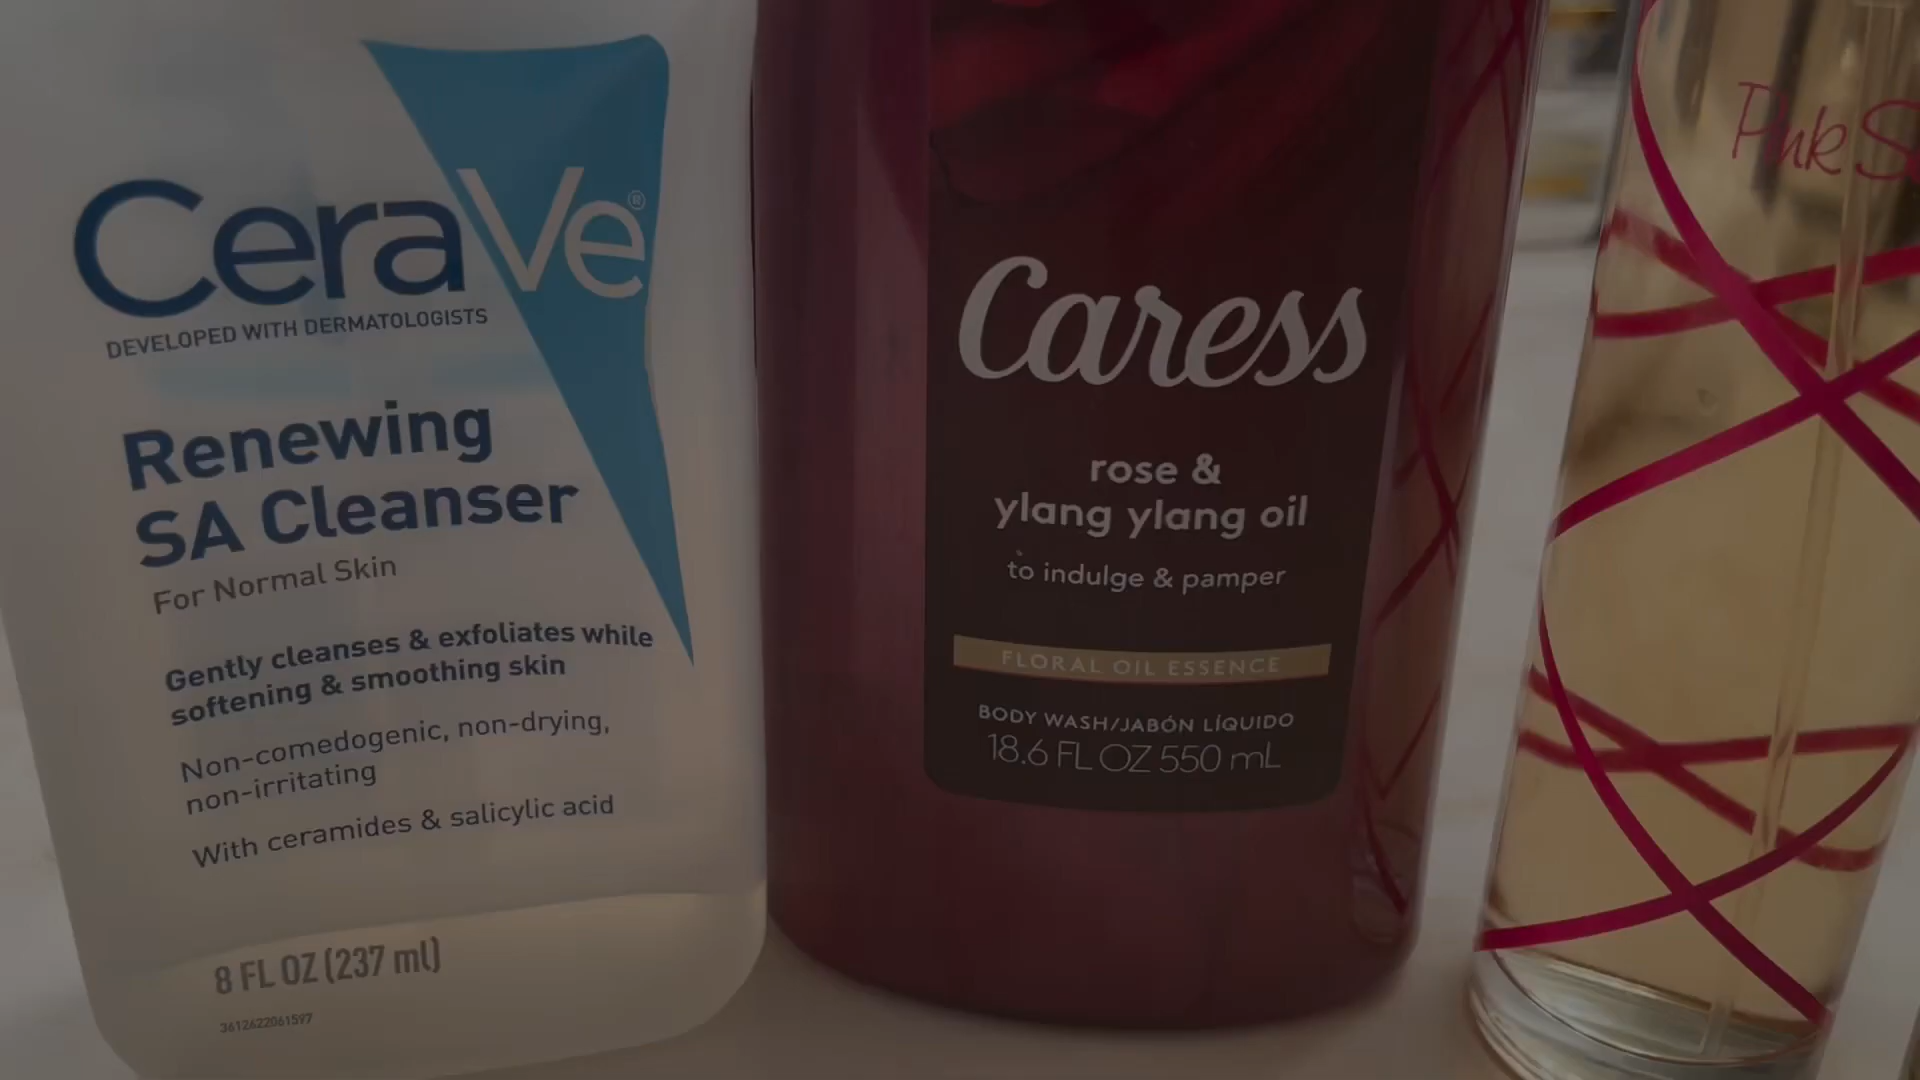 CeraVe®
DEVELOPED WITH DERMATOLOGISTS
Renewing
SA Cleanser
For Normal Skin
Gently cleanses & exfoliates while
softening & smoothing skin
Non-comedogenic, non-drying,
non-irritating
With ceramides & salicylic acid
8 FL OZ (237 ml)
3612622061597
Caress
rose &
ylang ylang oil
to indulge & pamper
FLORAL OIL ESSENCE
BODY WASH/JABÓN LÍQUIDO
18.6 FL OZ 550 mL
Pink